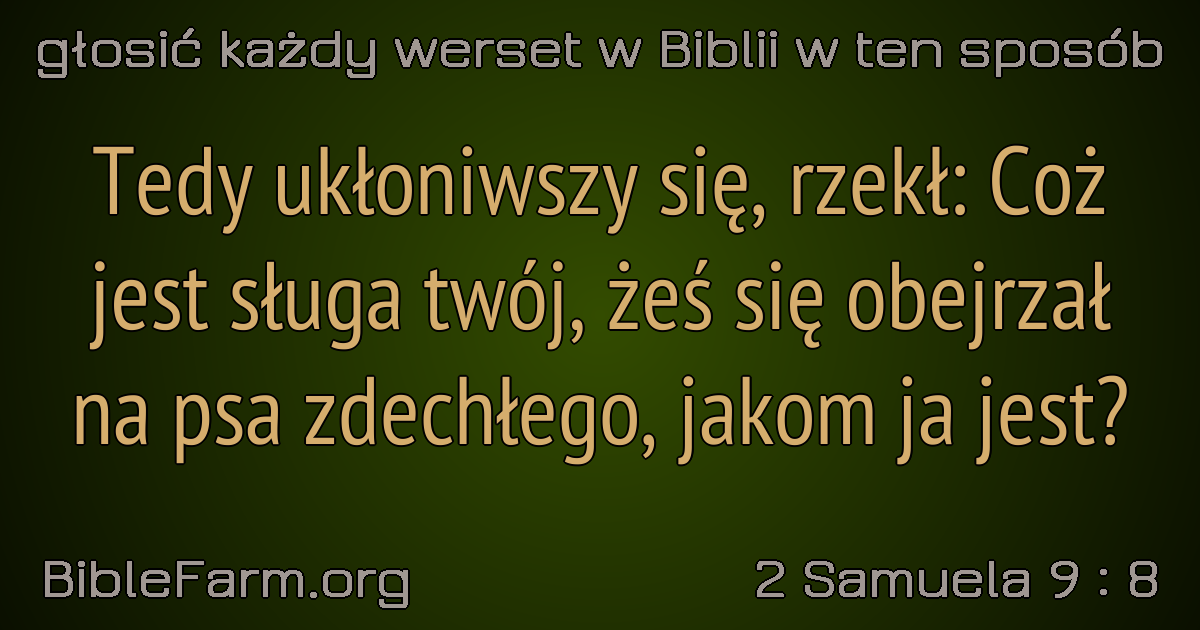 głosić każdy werset w Biblii w ten sposób
Tedy ukłoniwszy się, rzekł: Coż
jest sługa twój, żeś się obejrzał
na psa zdechłego, jakom ja jest?
BibleFarm.org
2 Samuela 9 : 8